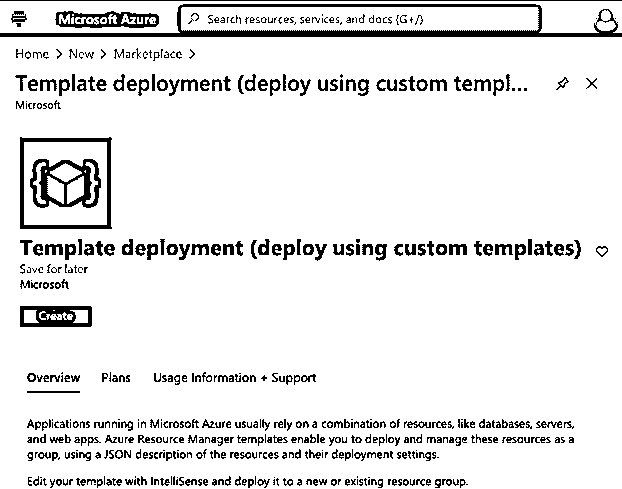 Microsoft Azure
Search resources, services, and docs (G+/)
Home > New > Marketplace >
Template deployment (deploy using custom templ...
Microsoft
Template deployment (deploy using custom templates)
Save for later
Microsoft
Create
Overview Plans Usage Information + Support
Applications running in Microsoft Azure usually rely on a combination of resources, like databases, servers,
and web apps. Azure Resource Manager templates enable you to deploy and manage these resources as a
group, using a JSON description of the resources and their deployment settings.
Edit your template with IntelliSense and deploy it to a new or existing resource group.